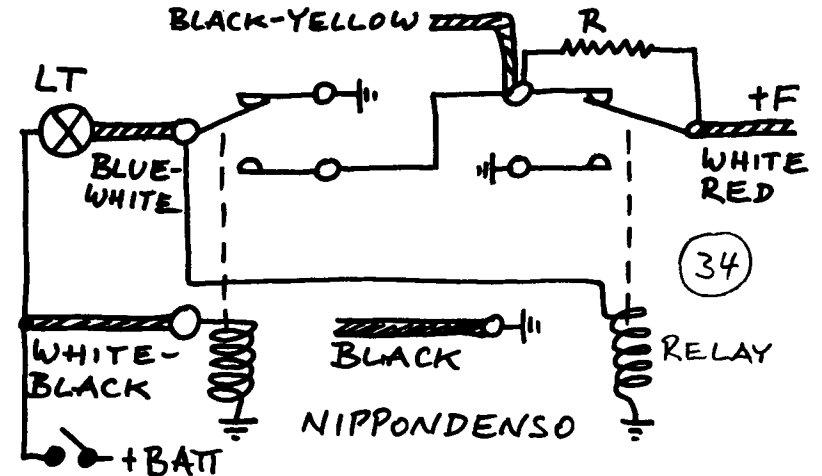 BLACK-YELLOW
R
LT
+F
BLUE-
WHITE
WHITE
RED
34
WHITE-
BLACK
BLACK
RELAY
NIPPONDENSO
+BATT